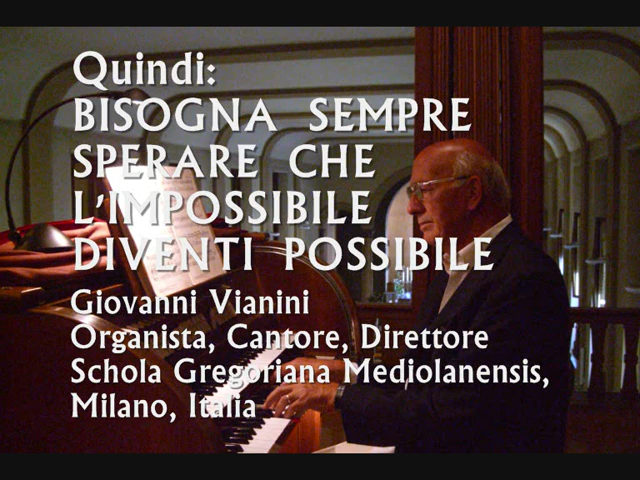 Quindi:
BISOGNA SEMPRE
SPERARE CHE
L'IMPOSSIBILE
DIVENTI POSSIBILE
Giovanni Vianini
Organista, Cantore, Direttore
Schola Gregoriana Mediolanensis,
Milano, Italia